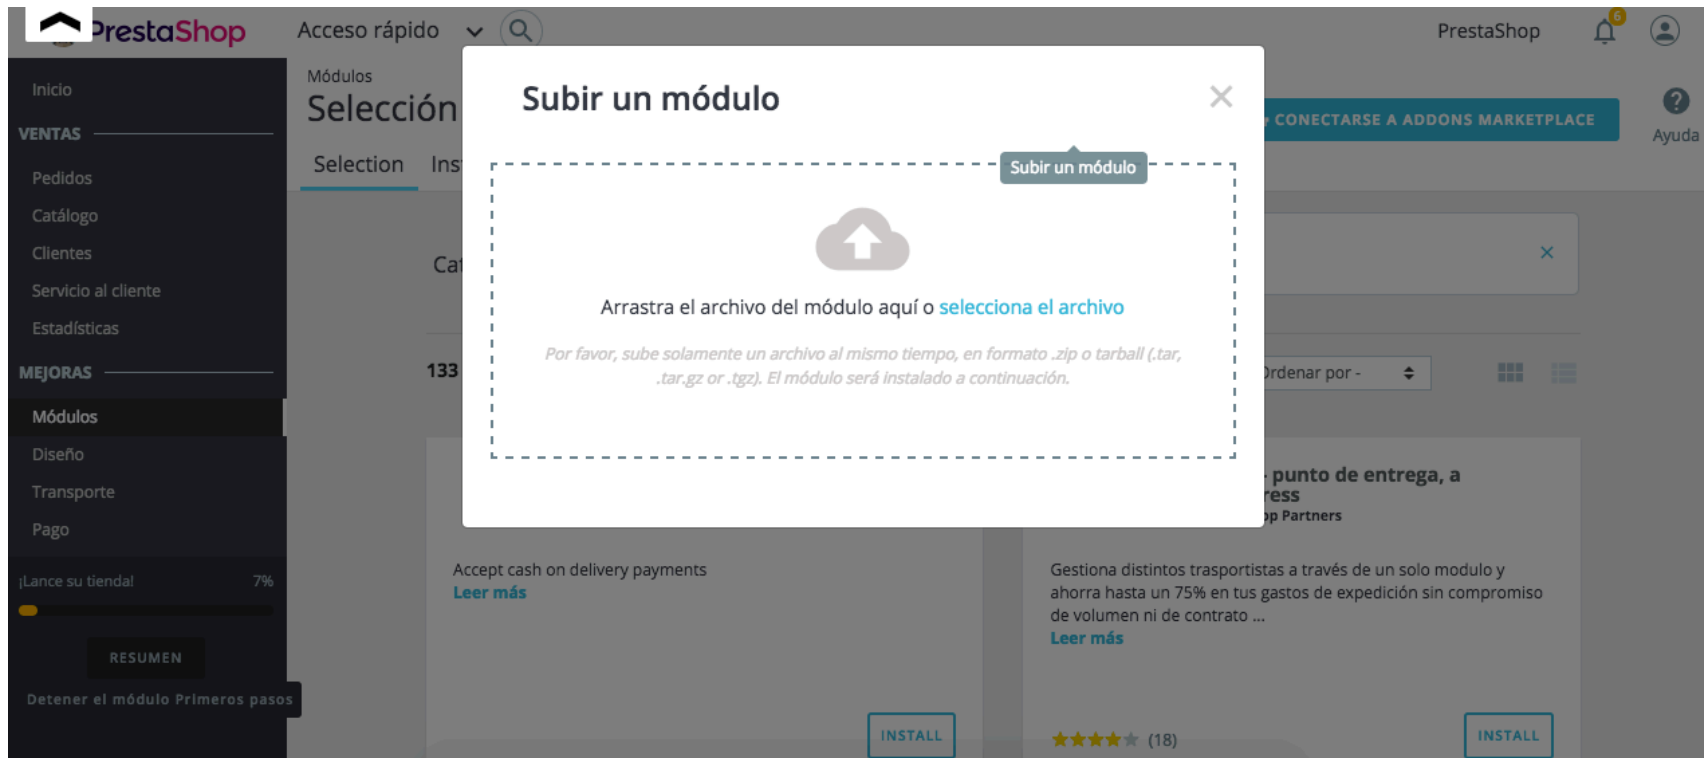 PrestaShop
Acceso rápido
PrestaShop
6
Inicio
VENTAS
Pedidos
Catálogo
Clientes
Servicio al cliente
Estadísticas
MEJORAS
Módulos
Diseño
Transporte
Pago
¡Lance su tienda! 7%
RESUMEN
Detener el módulo Primeros pasos
Módulos
Selección
CONECTARSE A ADDONS MARKETPLACE
Ayuda
Selection
Subir un módulo
Subir un módulo
Arrastra el archivo del módulo aquí o selecciona el archivo
Por favor, sube solamente un archivo al mismo tiempo, en formato .zip o tarball (.tar,
.tar.gz or .tgz). El módulo será instalado a continuación.
133
Ordenar por -
Accept cash on delivery payments
Leer más
INSTALL
- punto de entrega, a
Partners
Gestiona distintos trasportistas a través de un solo modulo y
ahorra hasta un 75% en tus gastos de expedición sin compromiso
de volumen ni de contrato ...
Leer más
(18)
INSTALL